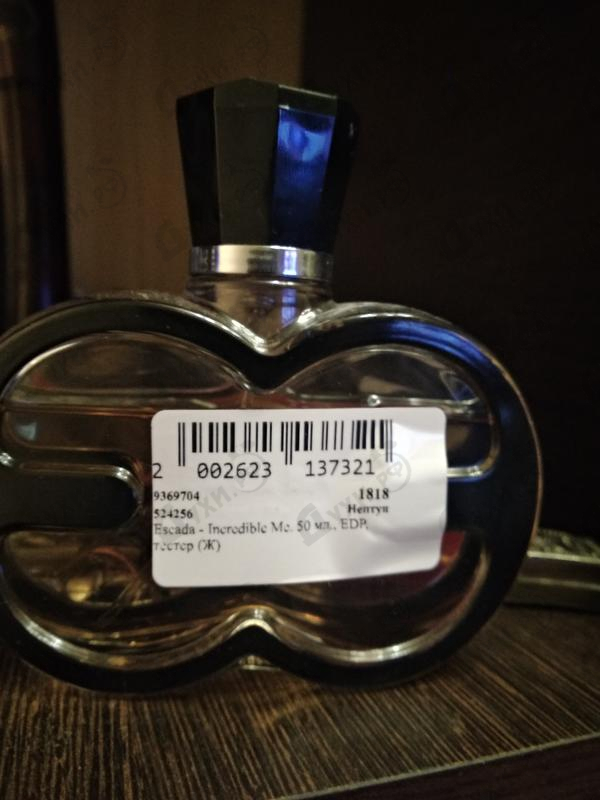 2 002623 137321
9369704 1818
524256 Нептун
Escada - Incredible Me. 50 мл., EDP,
тестер (Ж)